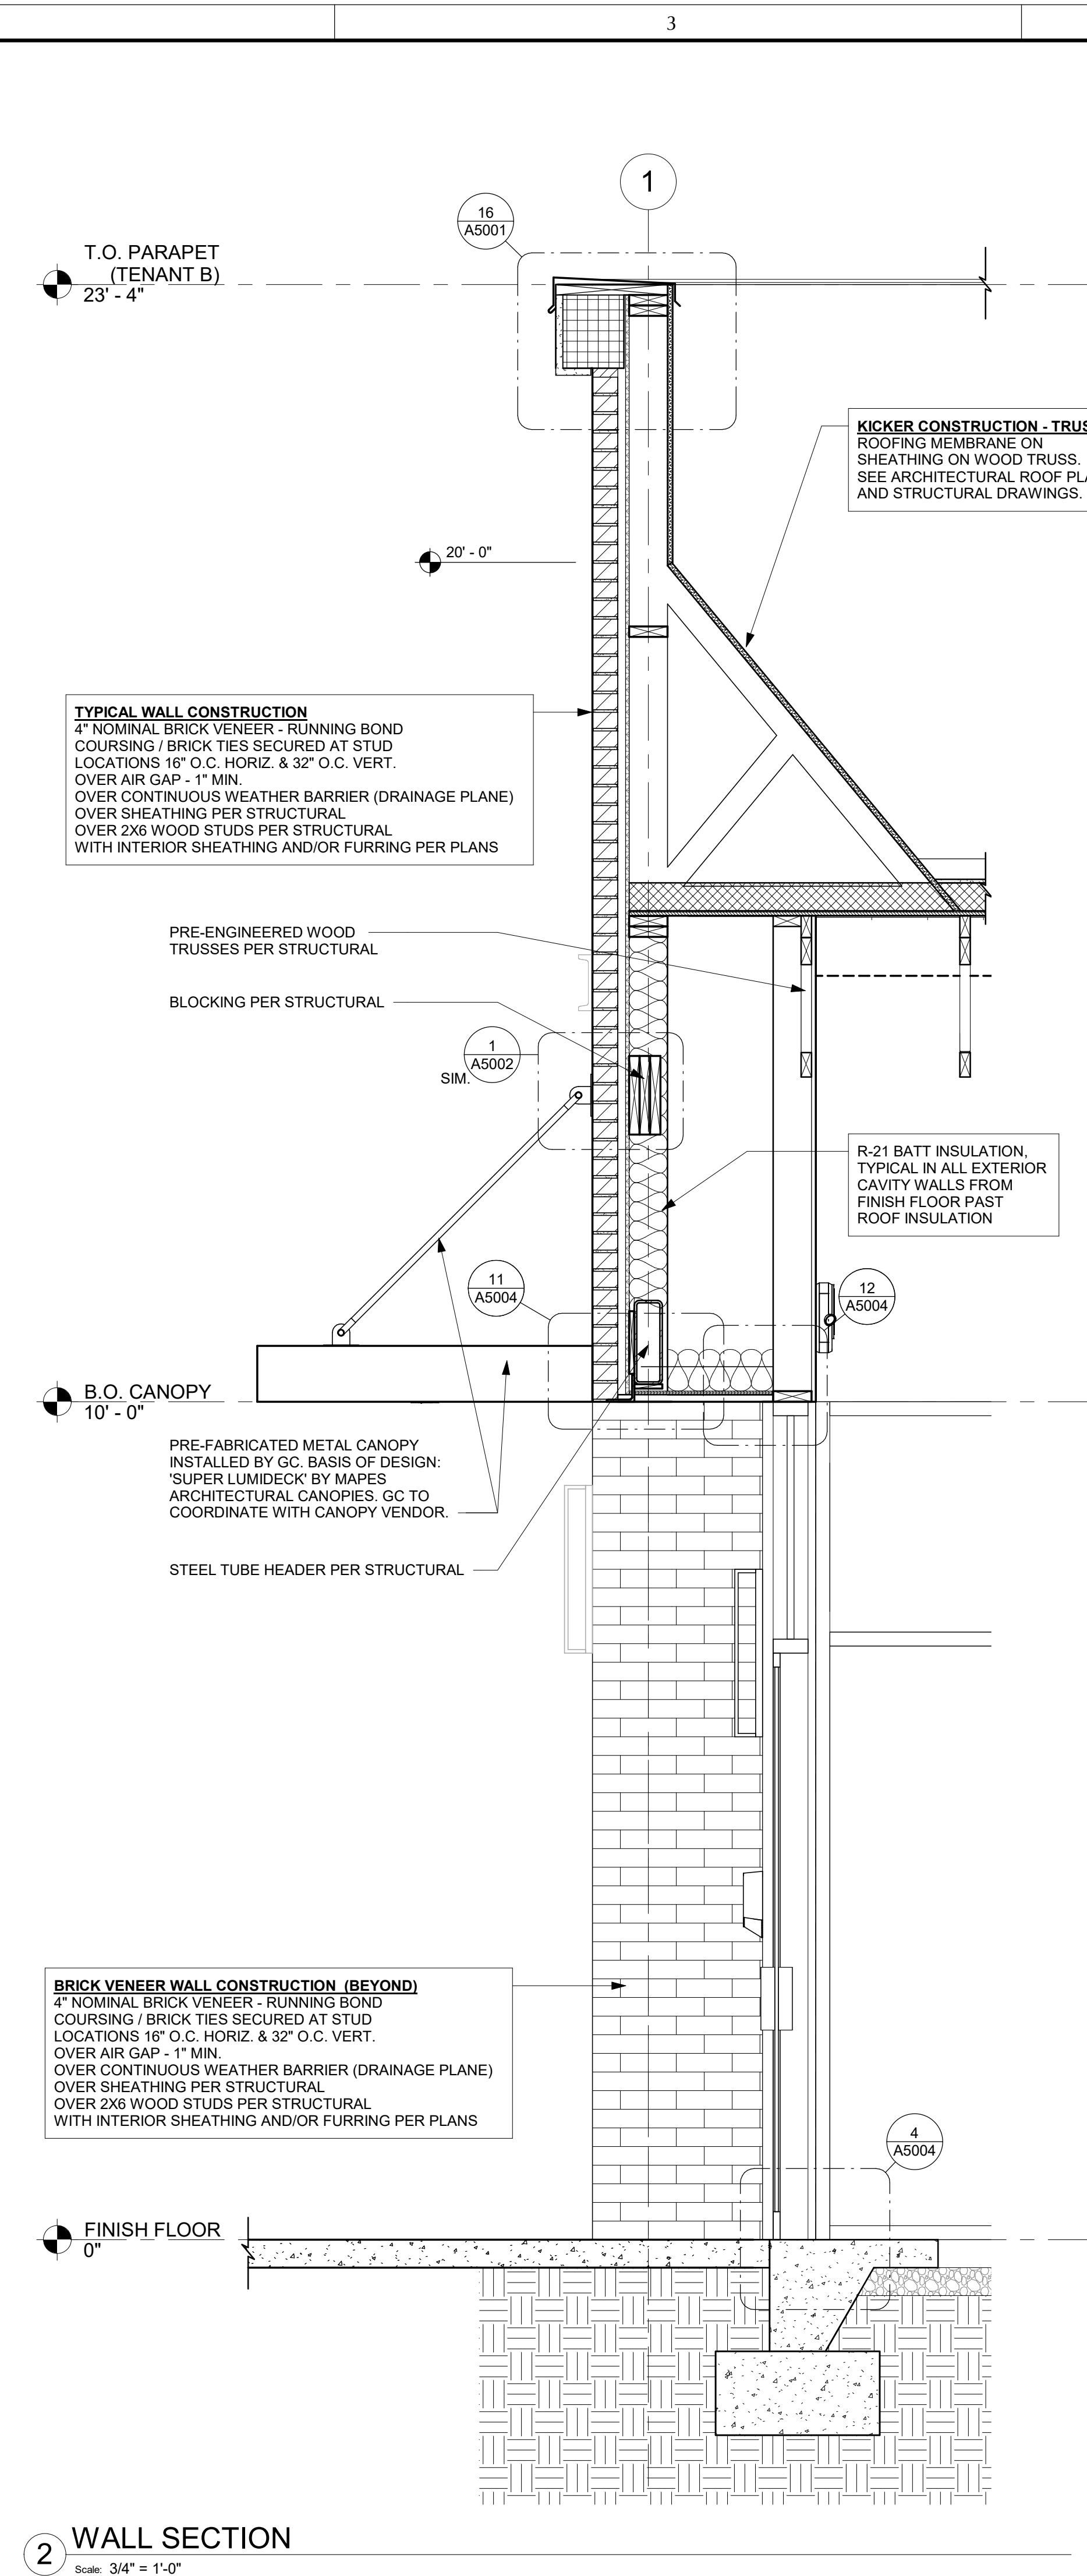 3
1
16
A5001
T.O. PARAPET
(TENANT B)
23' - 4"
KICKER CONSTRUCTION - TRUS
ROOFING MEMBRANE ON
SHEATHING ON WOOD TRUSS.
SEE ARCHITECTURAL ROOF PLA
AND STRUCTURAL DRAWINGS.
20' - 0"
TYPICAL WALL CONSTRUCTION
4" NOMINAL BRICK VENEER - RUNNING BOND
COURSING / BRICK TIES SECURED AT STUD
LOCATIONS 16" O.C. HORIZ. & 32" O.C. VERT.
OVER AIR GAP - 1" MIN.
OVER CONTINUOUS WEATHER BARRIER (DRAINAGE PLANE)
OVER SHEATHING PER STRUCTURAL
OVER 2X6 WOOD STUDS PER STRUCTURAL
WITH INTERIOR SHEATHING AND/OR FURRING PER PLANS
PRE-ENGINEERED WOOD
TRUSSES PER STRUCTURAL
BLOCKING PER STRUCTURAL
1
A5002
SIM.
R-21 BATT INSULATION,
TYPICAL IN ALL EXTERIOR
CAVITY WALLS FROM
FINISH FLOOR PAST
ROOF INSULATION
11
A5004
12
A5004
B.O. CANOPY
10' - 0"
PRE-FABRICATED METAL CANOPY
INSTALLED BY GC. BASIS OF DESIGN:
'SUPER LUMIDECK' BY MAPES
ARCHITECTURAL CANOPIES. GC TO
COORDINATE WITH CANOPY VENDOR.
STEEL TUBE HEADER PER STRUCTURAL
BRICK VENEER WALL CONSTRUCTION (BEYOND)
4" NOMINAL BRICK VENEER - RUNNING BOND
COURSING / BRICK TIES SECURED AT STUD
LOCATIONS 16" O.C. HORIZ. & 32" O.C. VERT.
OVER AIR GAP - 1" MIN.
OVER CONTINUOUS WEATHER BARRIER (DRAINAGE PLANE)
OVER SHEATHING PER STRUCTURAL
OVER 2X6 WOOD STUDS PER STRUCTURAL
WITH INTERIOR SHEATHING AND/OR FURRING PER PLANS
4
A5004
FINISH FLOOR
0"
2
WALL SECTION
Scale: 3/4" = 1'-0"